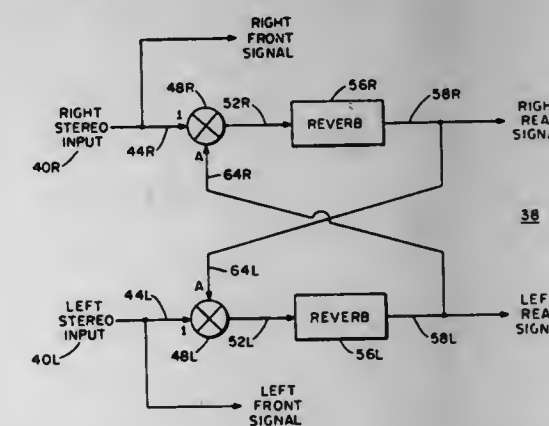 RIGHT
FRONT
SIGNAL
48R
52R
56R
58R
RIGHT
STEREO
INPUT
40R
1
44R
A
64R
REVERB
38
44L
A
64L
LEFT
STEREO
INPUT
40L
1
48L
52L
REVERB
56L
58L
LEFT
FRONT
SIGNAL